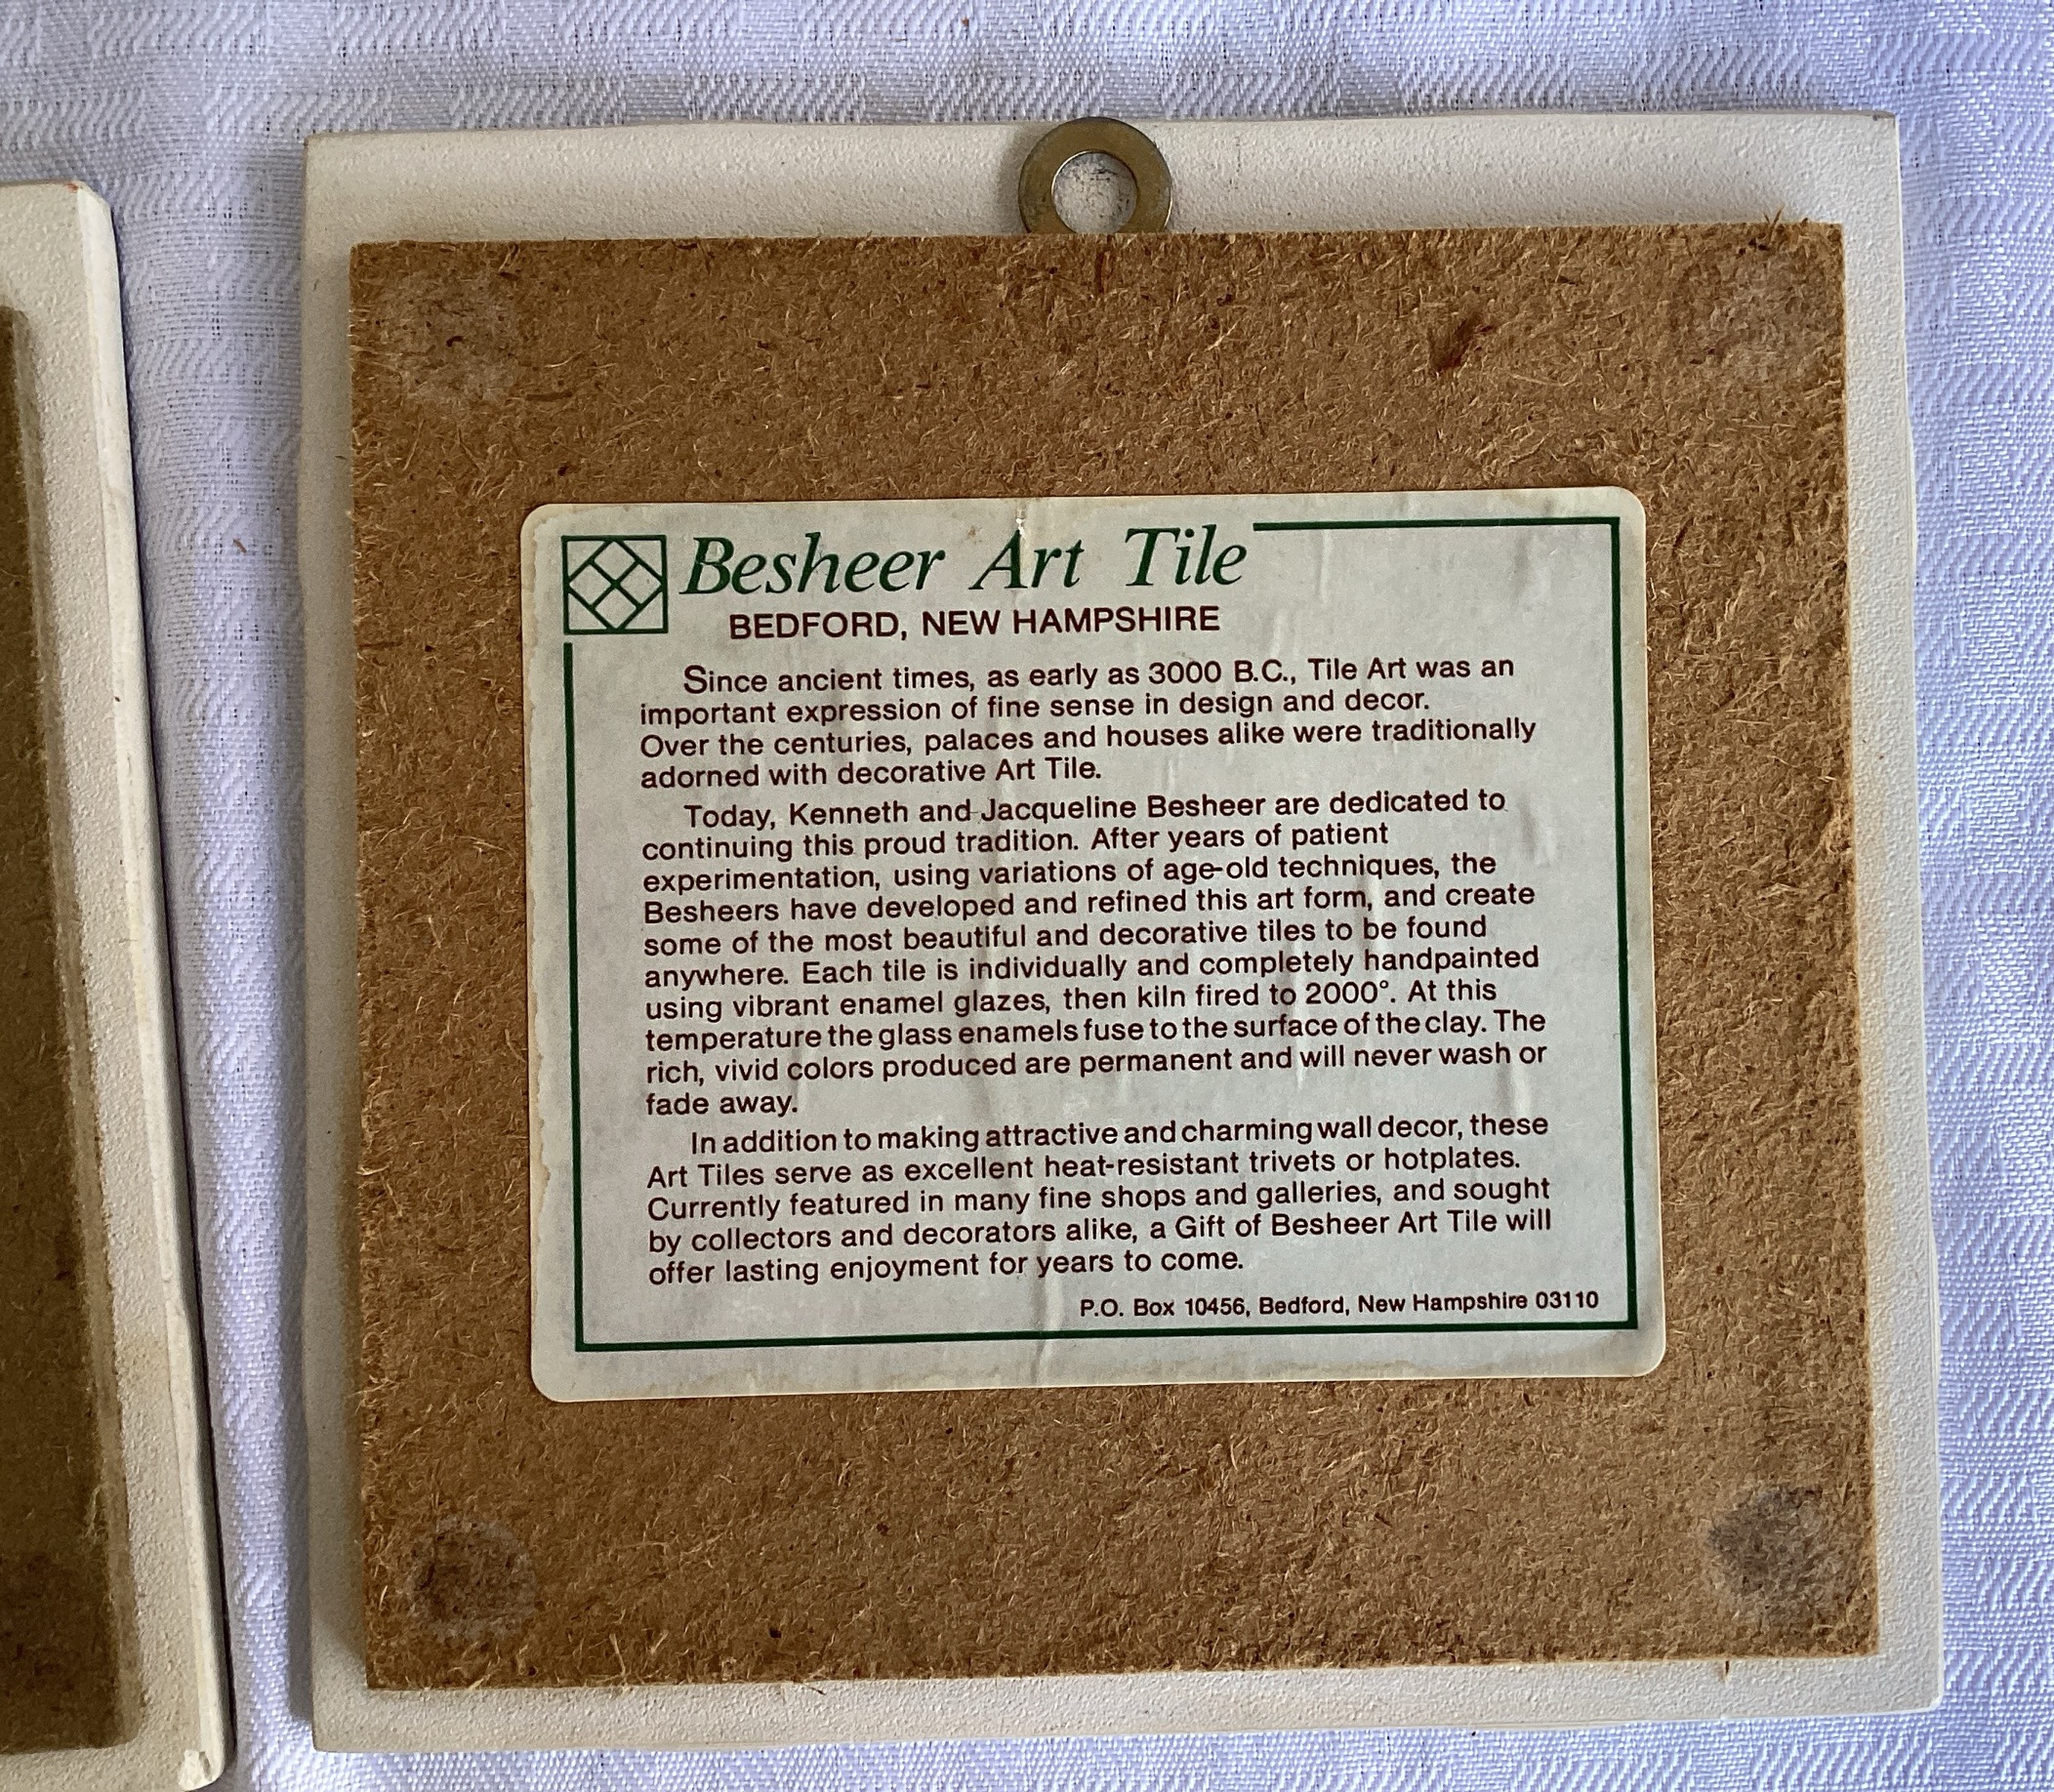 Besheer Art Tile
BEDFORD, NEW HAMPSHIRE
Since ancient times, as early as 3000 B.C., Tile Art was an
important expression of fine sense in design and decor.
Over the centuries, palaces and houses alike were traditionally
adorned with decorative Art Tile.
Today, Kenneth and Jacqueline Besheer are dedicated to
continuing this proud tradition. After years of patient
experimentation, using variations of age-old techniques, the
Besheers have developed and refined this art form, and create
some of the most beautiful and decorative tiles to be found
anywhere. Each tile is individually and completely handpainted
using vibrant enamel glazes, then kiln fired to 2000°. At this
temperature the glass enamels fuse to the surface of the clay. The
rich, vivid colors produced are permanent and will never wash or
fade away.
In addition to making attractive and charming wall decor, these
Art Tiles serve as excellent heat-resistant trivets or hotplates.
Currently featured in many fine shops and galleries, and sought
by collectors and decorators alike, a Gift of Besheer Art Tile will
offer lasting enjoyment for years to come.
P.O. Box 10456, Bedford, New Hampshire 03110